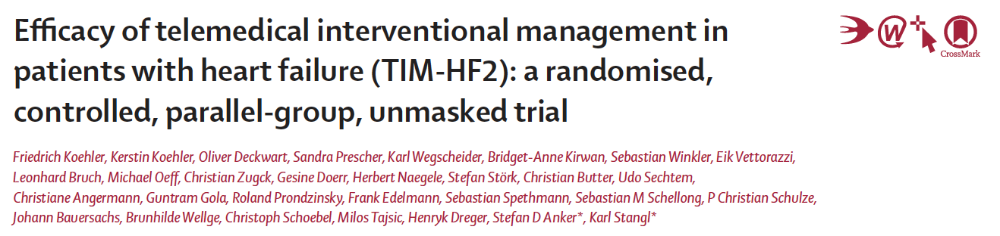 Efficacy of telemedical interventional management in
patients with heart failure (TIM-HF2): a randomised,
controlled, parallel-group, unmasked trial
W
CrossMark
Friedrich Koehler, Kerstin Koehler, Oliver Deckwart, Sandra Prescher, Karl Wegscheider, Bridget-Anne Kirwan, Sebastian Winkler, Eik Vettorazzi,
Leonhard Bruch, Michael Oeff, Christian Zugck, Gesine Doerr, Herbert Naegele, Stefan Störk, Christian Butter, Udo Sechtem,
Christiane Angermann, Guntram Gola, Roland Prondzinsky, Frank Edelmann, Sebastian Spethmann, Sebastian M Schellong, P Christian Schulze,
Johann Bauersachs, Brunhilde Wellge, Christoph Schoebel, Milos Tajsic, Henryk Dreger, Stefan D Anker*, Karl Stangl*